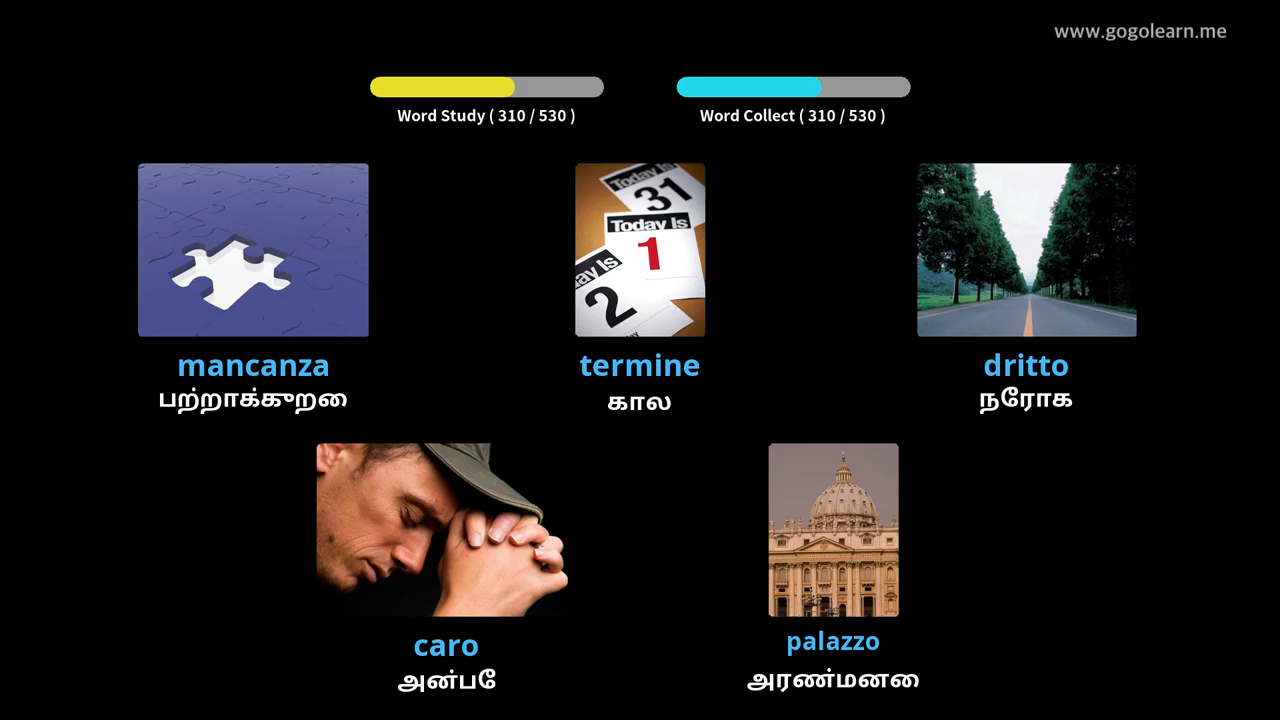 www.gogolearn.me
Word Study ( 310 / 530 )
Word Collect ( 310 / 530 )
Today Is
31
Today Is
1
ay Is
2
mancanza
பற்றாக்குறை
termine
கால
dritto
நேராக
caro
அன்பே
palazzo
அரண்மனை